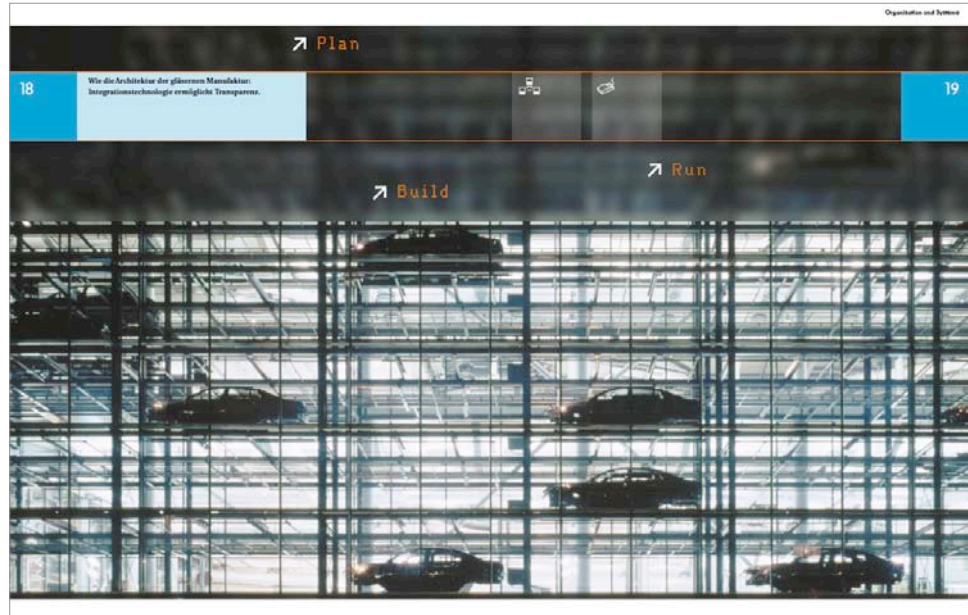 Organisation und Systeme
Plan
18
Wie die Architektur der gläsernen Manufaktur:
Integrationstechnologie ermöglicht Transparenz.
19
Run
Build